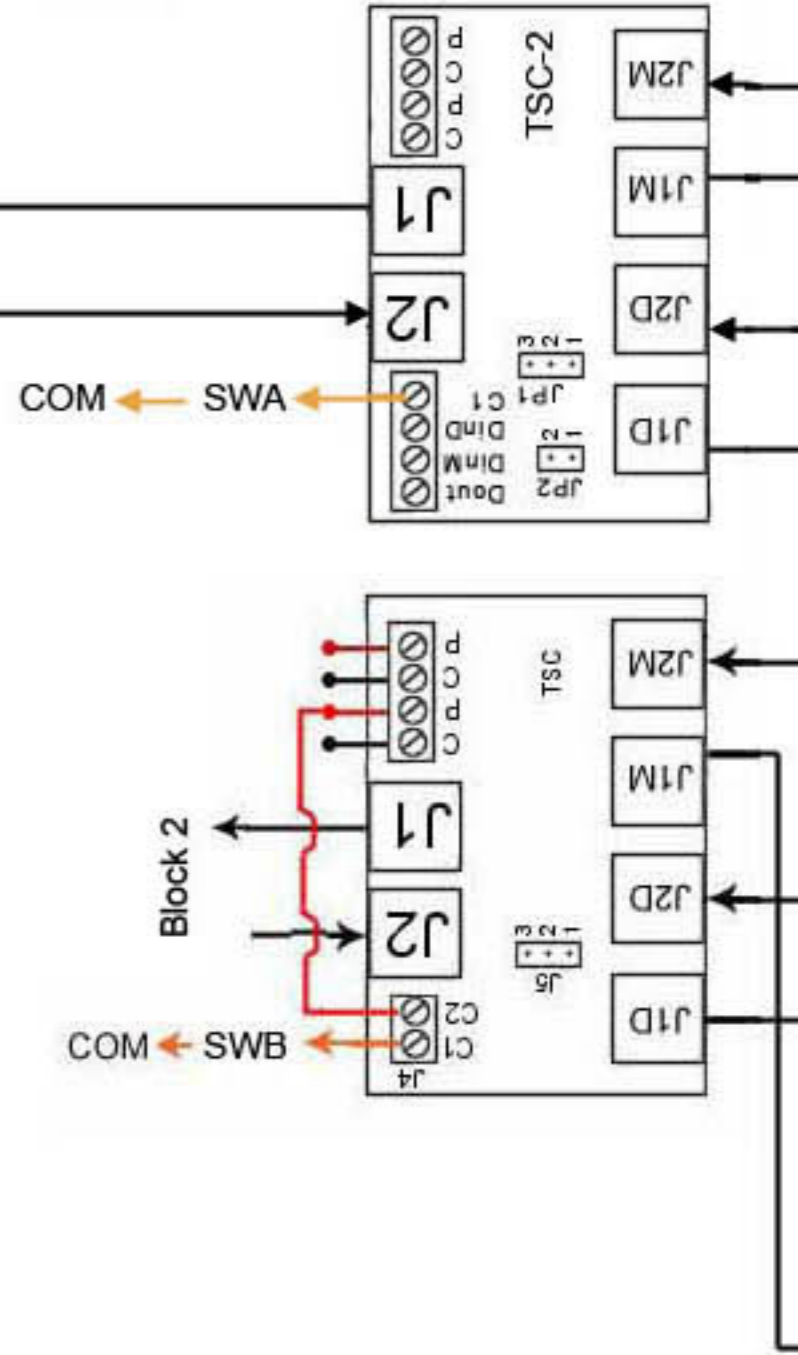 P
C
P
C
TSC-2
J2M
J1
J1M
J2
J2D
3 2 1
JP1
COM
SWA
C1
DinD
DinM
Dout
2 1
JP2
J1D
P
C
P
C
TSC
J2M
J1
J1M
Block 2
J2
J2D
3 2 1
J5
C2
C1
J4
COM
SWB
J1D